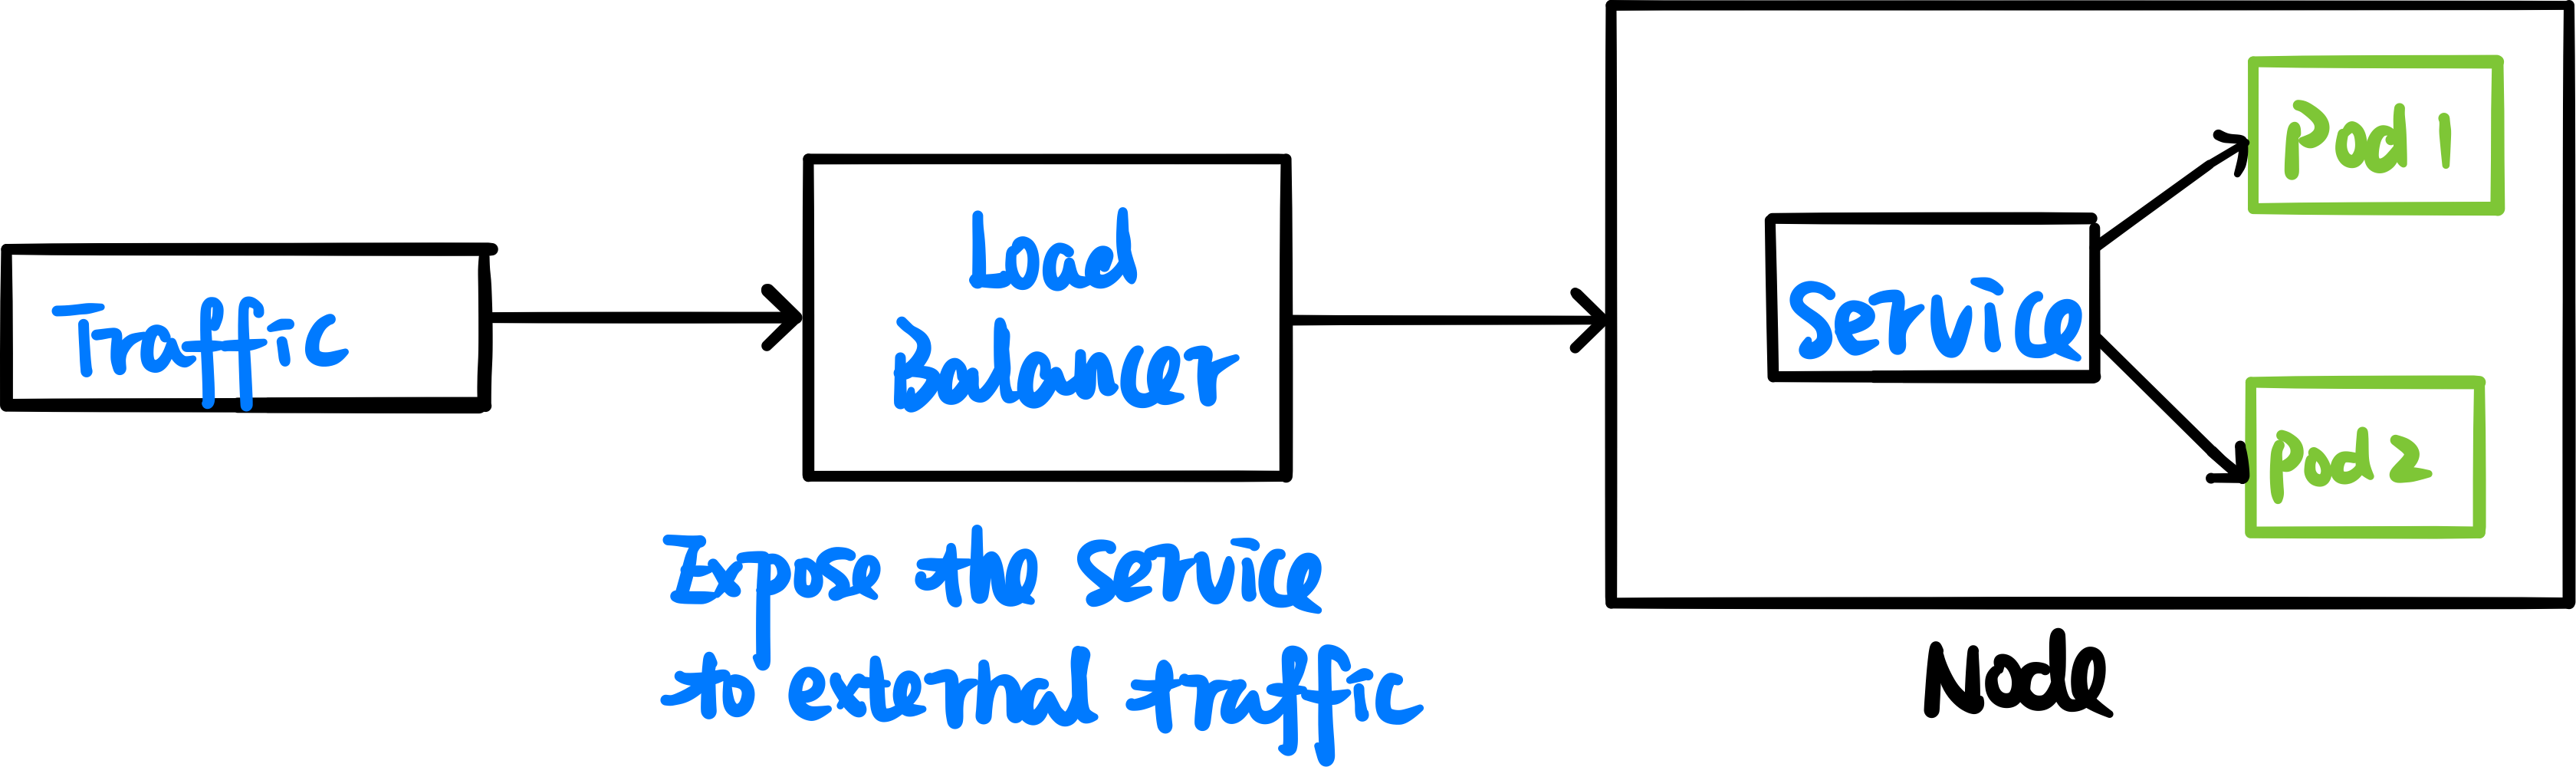 Traffic
Load
Balancer
Expose the service
to external traffic
Service
Pod 1
Pod 2
Node